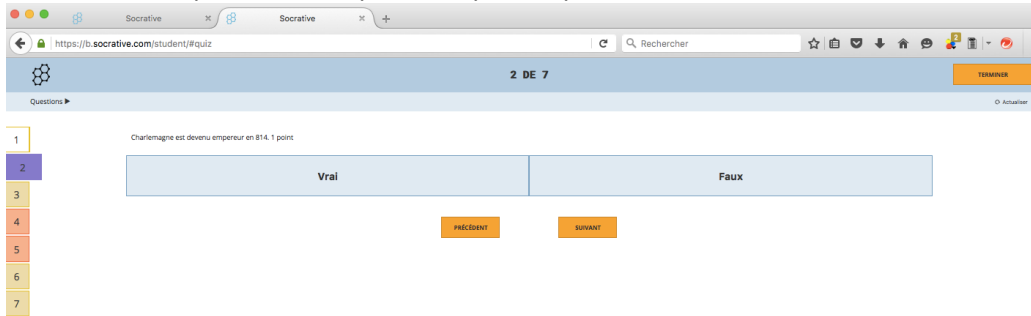 Socrative
Socrative
https://b.socrative.com/student/#quiz
Rechercher
2
2 DE 7
TERMINER
Questions
Actualiser
1
Charlemagne est devenu empereur en 814. 1 point
2
Vrai
Faux
3
4
PRÉCÉDENT
SUIVANT
5
6
7